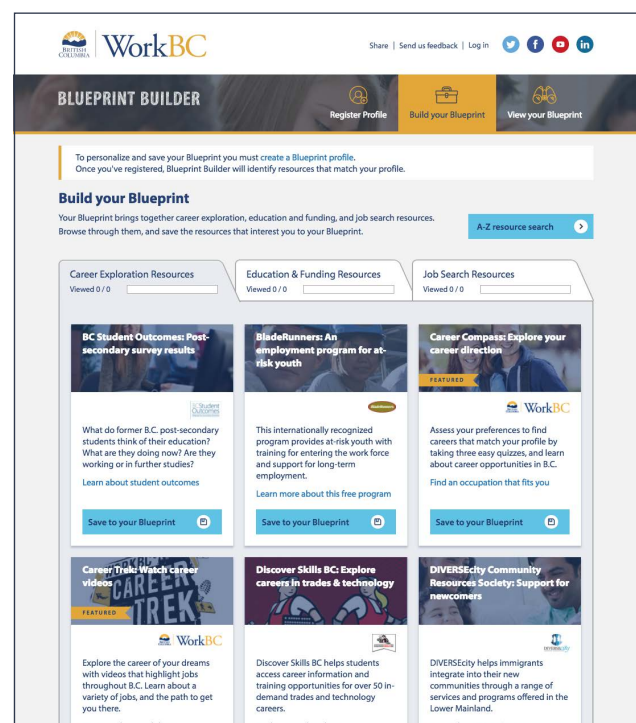 BRITISH
COLUMBIA
WorkBC
Share | Send us feedback | Log in
BLUEPRINT BUILDER
Register Profile
Build your Blueprint
View your Blueprint
To personalize and save your Blueprint you must create a Blueprint profile.
Once you've registered, Blueprint Builder will identify resources that match your profile.
Build your Blueprint
Your Blueprint brings together career exploration, education and funding, and job search resources.
Browse through them, and save the resources that interest you to your Blueprint.
A-Z resource search
Career Exploration Resources
Viewed 0 / 0
Education & Funding Resources
Viewed 0 / 0
Job Search Resources
Viewed 0 / 0
BC Student Outcomes: Post-
secondary survey results
Student
Outcomes
What do former B.C. post-secondary
students think of their education?
What are they doing now? Are they
working or in further studies?
Learn about student outcomes
Save to your Blueprint
BladeRunners: An
employment program for at-
risk youth
BladeRunners
This internationally recognized
program provides at-risk youth with
training for entering the work force
and support for long-term
employment.
Learn more about this free program
Save to your Blueprint
Career Compass: Explore your
career direction
FEATURED
WorkBC
Assess your preferences to find
careers that match your profile by
taking three easy quizzes, and learn
about career opportunities in B.C.
Find an occupation that fits you
Save to your Blueprint
Career Trek: Watch career
videos
CAREER
TREK
FEATURED
WorkBC
Explore the career of your dreams
with videos that highlight jobs
throughout B.C. Learn about a
variety of jobs, and the path to get
you there.
Discover Skills BC: Explore
careers in trades & technology
Discover Skills BC helps students
access career information and
training opportunities for over 50 in-
demand trades and technology
careers.
DIVERSEcity Community
Resources Society: Support for
newcomers
DIVERSEcity
DIVERSEcity helps immigrants
integrate into their new
communities through a range of
services and programs offered in the
Lower Mainland.